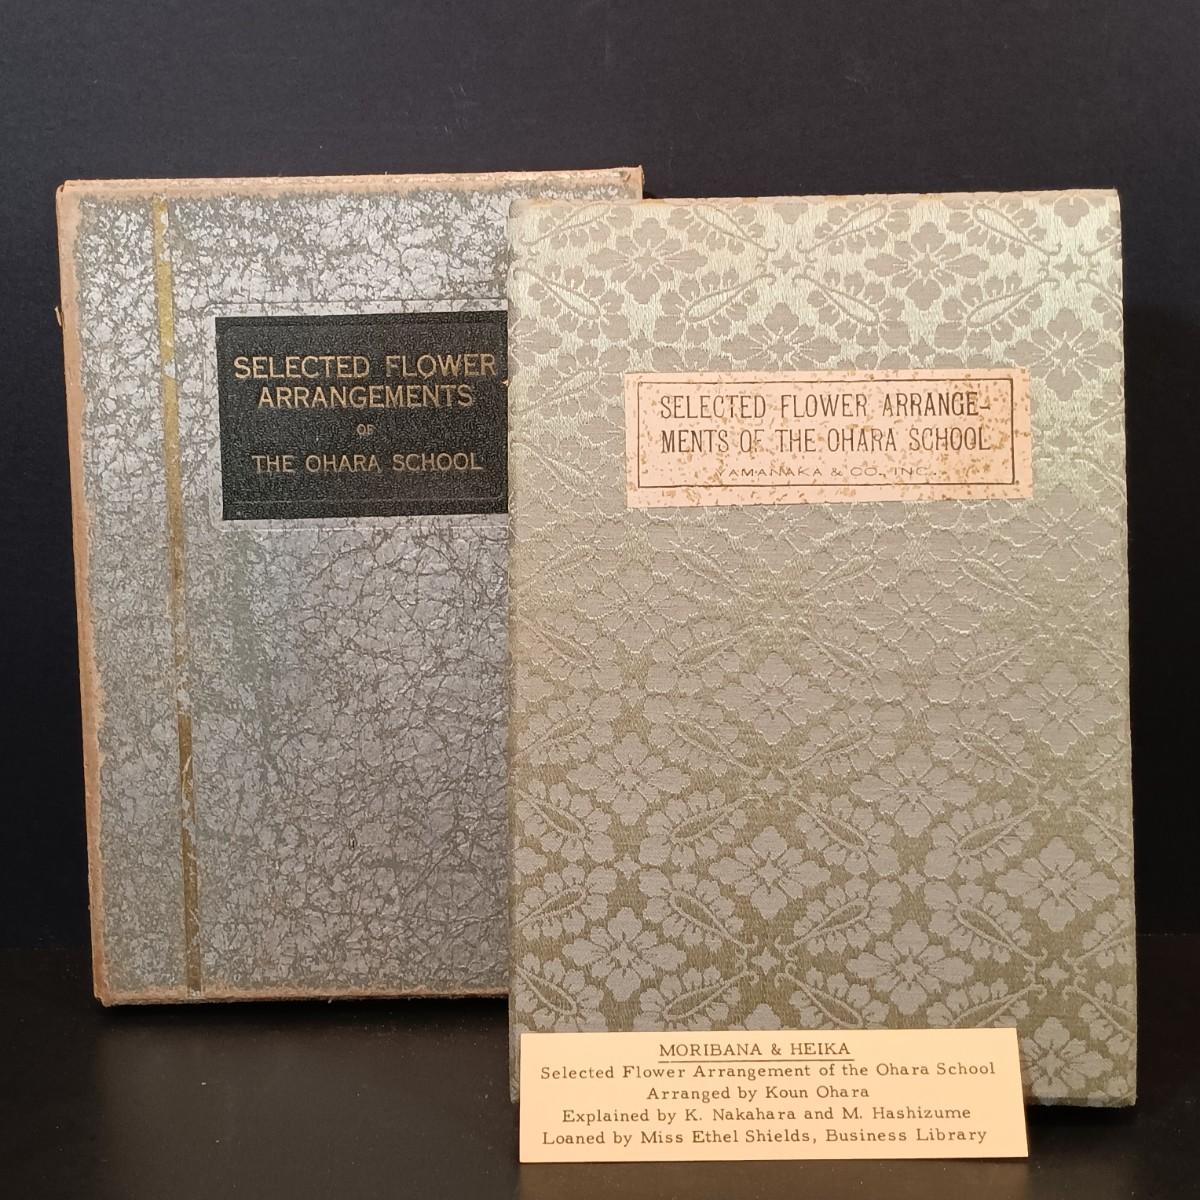 SELECTED FLOWER
ARRANGEMENTS
OF
THE OHARA SCHOOL
SELECTED FLOWER ARRANGE-
MENTS OF THE OHARA SCHOOL
YAMANAKA & CO., INC.
MORIBANA & HEIKA
Selected Flower Arrangement of the Ohara School
Arranged by Koun Ohara
Explained by K. Nakahara and M. Hashizume
Loaned by Miss Ethel Shields, Business Library